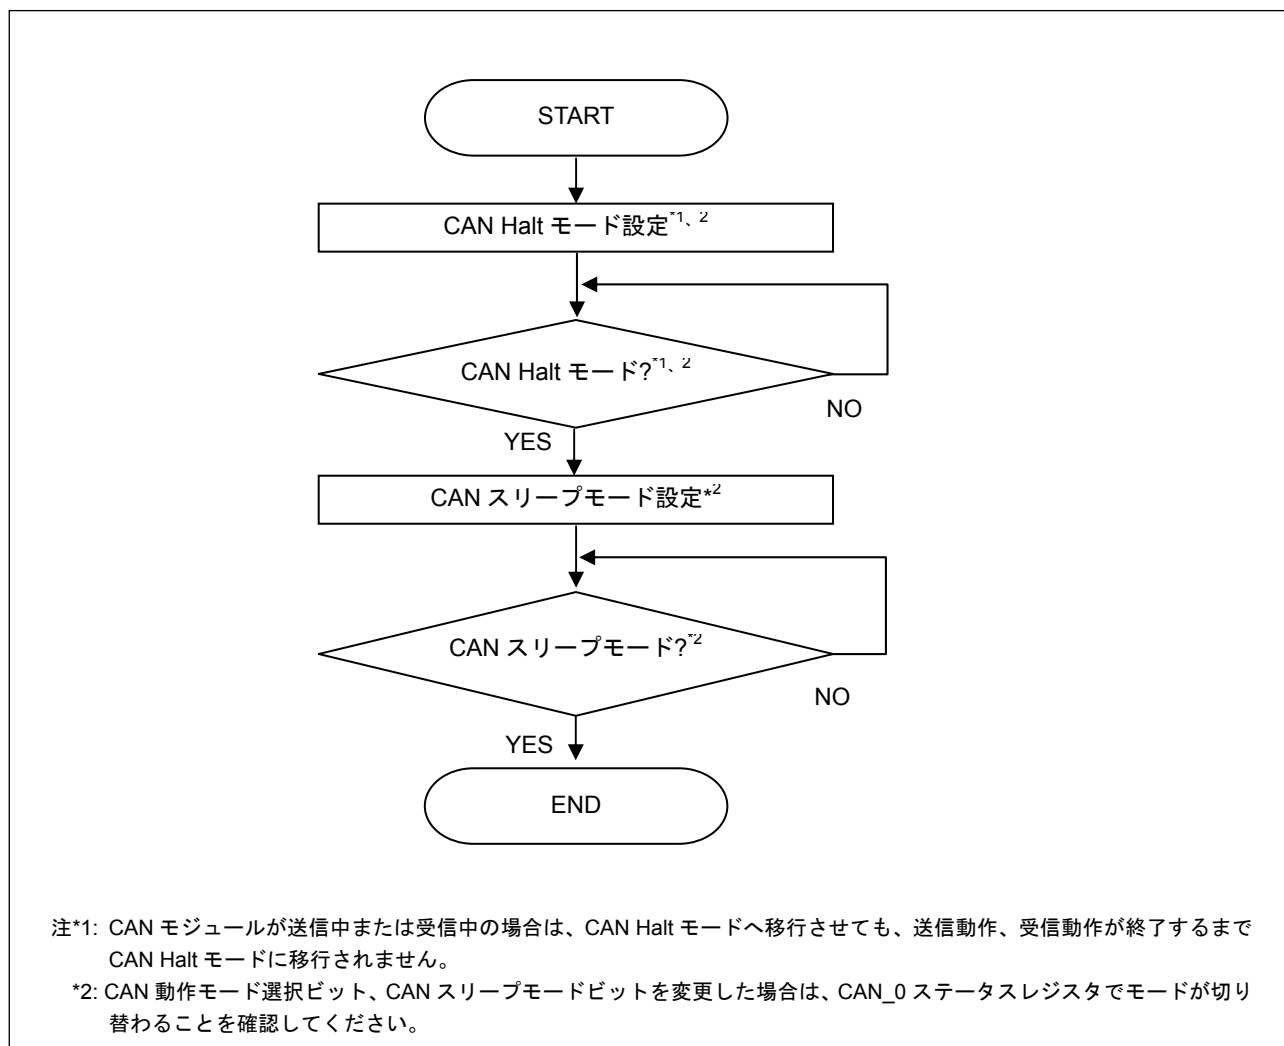 START
CAN Halt モード設定*1、2
CAN Halt モード?*1、2
NO
YES
CAN スリープモード設定*2
CAN スリープモード?*2
NO
YES
END
注*1: CAN モジュールが送信中または受信中の場合は、CAN Halt モードへ移行させても、送信動作、受信動作が終了するまで
CAN Halt モードに移行されません。
*2: CAN 動作モード選択ビット、CAN スリープモードビットを変更した場合は、CAN_0 ステータスレジスタでモードが切り
替わることを確認してください。